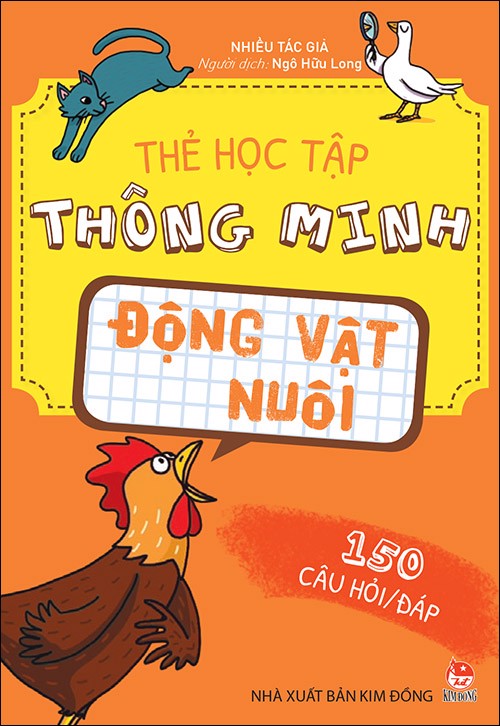 NHIỀU TÁC GIẢ
Người dịch: Ngô Hữu Long
THẺ HỌC TẬP
THÔNG MINH
ĐỘNG VẬT
NUÔI
150
CÂU HỎI/ĐÁP
NHÀ XUẤT BẢN KIM ĐỒNG
KIM ĐỒNG